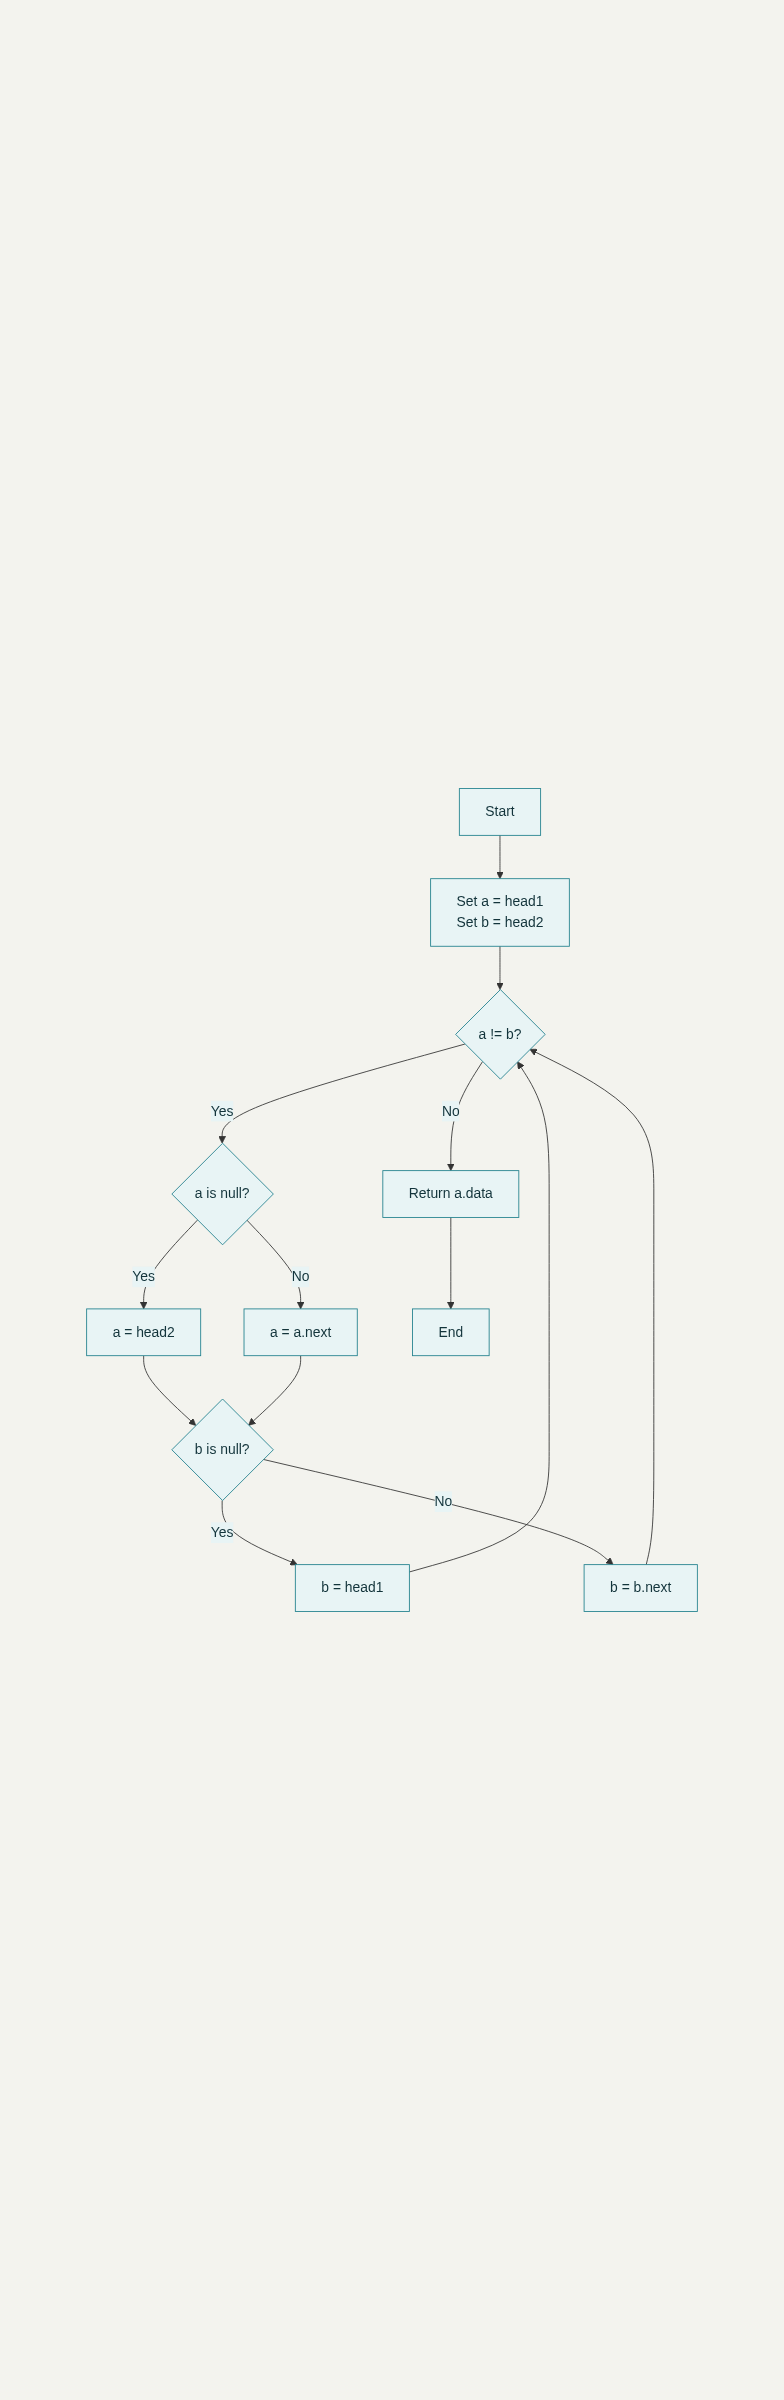 Start
Set a = head1
Set b = head2
a != b?
Yes
No
a is null?
Return a.data
Yes
No
a = head2
a = a.next
End
b is null?
No
Yes
b = head1
b = b.next